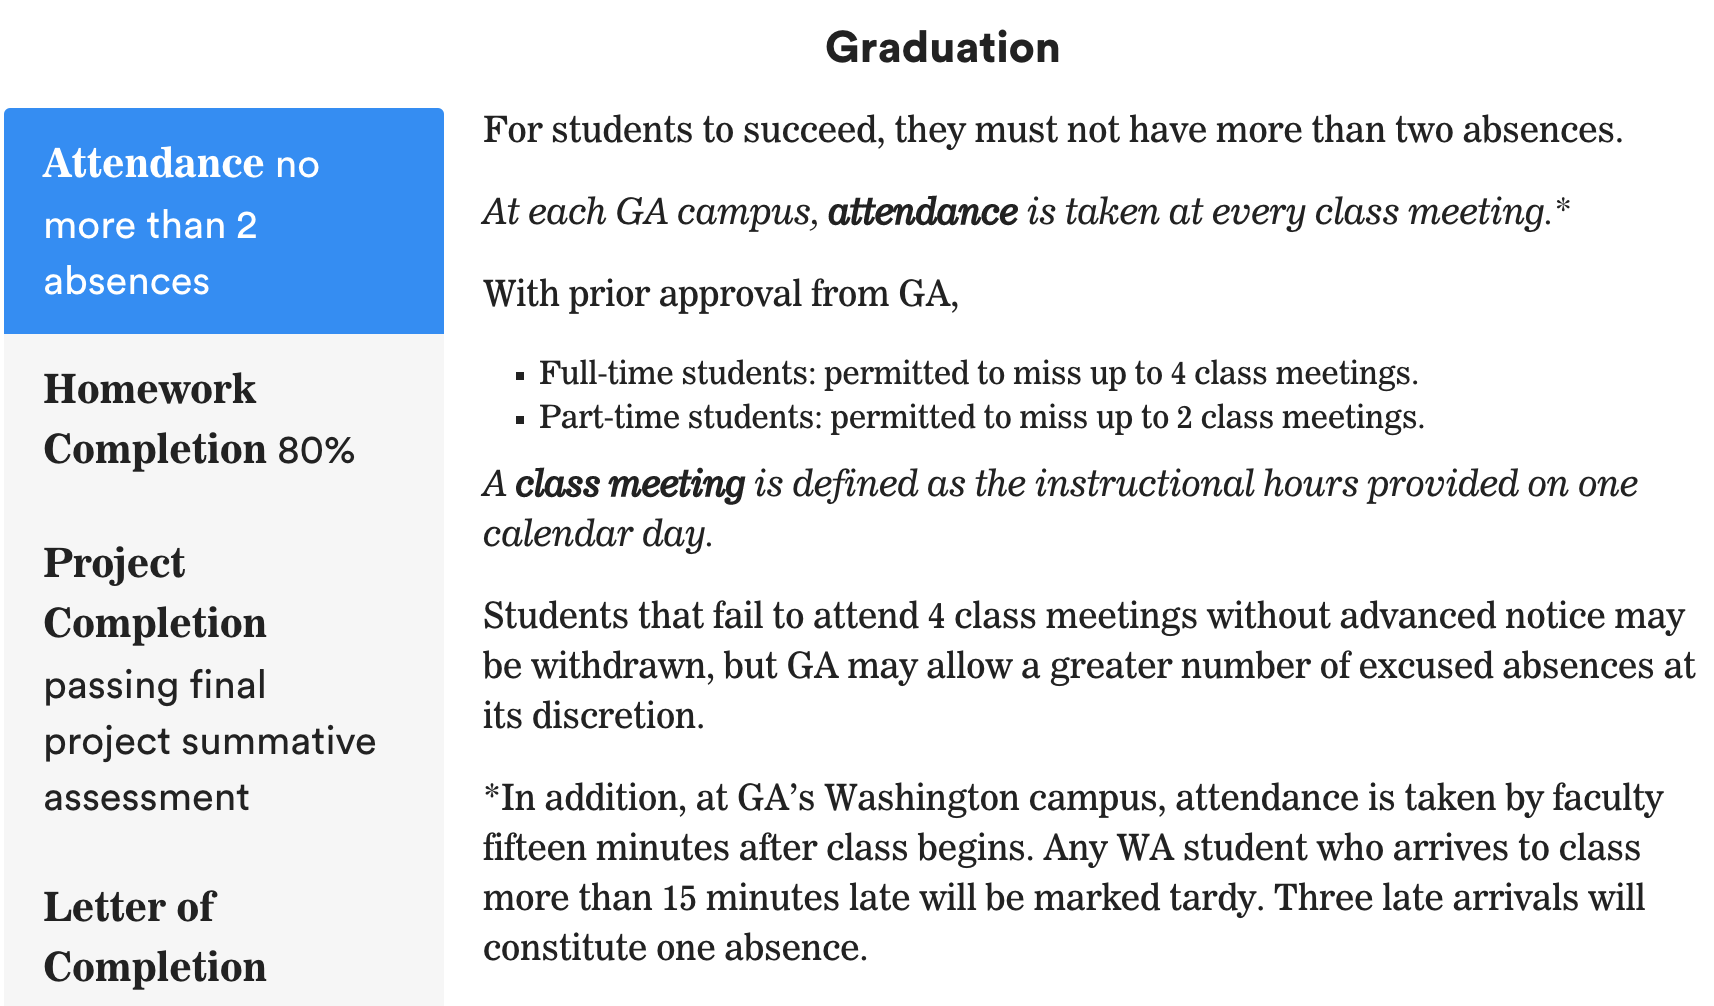 Graduation
Attendance no
more than 2
absences
Homework
Completion 80%
Project
Completion
passing final
project summative
assessment
Letter of
Completion
For students to succeed, they must not have more than two absences.
At each GA campus, attendance is taken at every class meeting.*
With prior approval from GA,
▪ Full-time students: permitted to miss up to 4 class meetings.
▪ Part-time students: permitted to miss up to 2 class meetings.
A class meeting is defined as the instructional hours provided on one
calendar day.
Students that fail to attend 4 class meetings without advanced notice may
be withdrawn, but GA may allow a greater number of excused absences at
its discretion.
*In addition, at GA’s Washington campus, attendance is taken by faculty
fifteen minutes after class begins. Any WA student who arrives to class
more than 15 minutes late will be marked tardy. Three late arrivals will
constitute one absence.